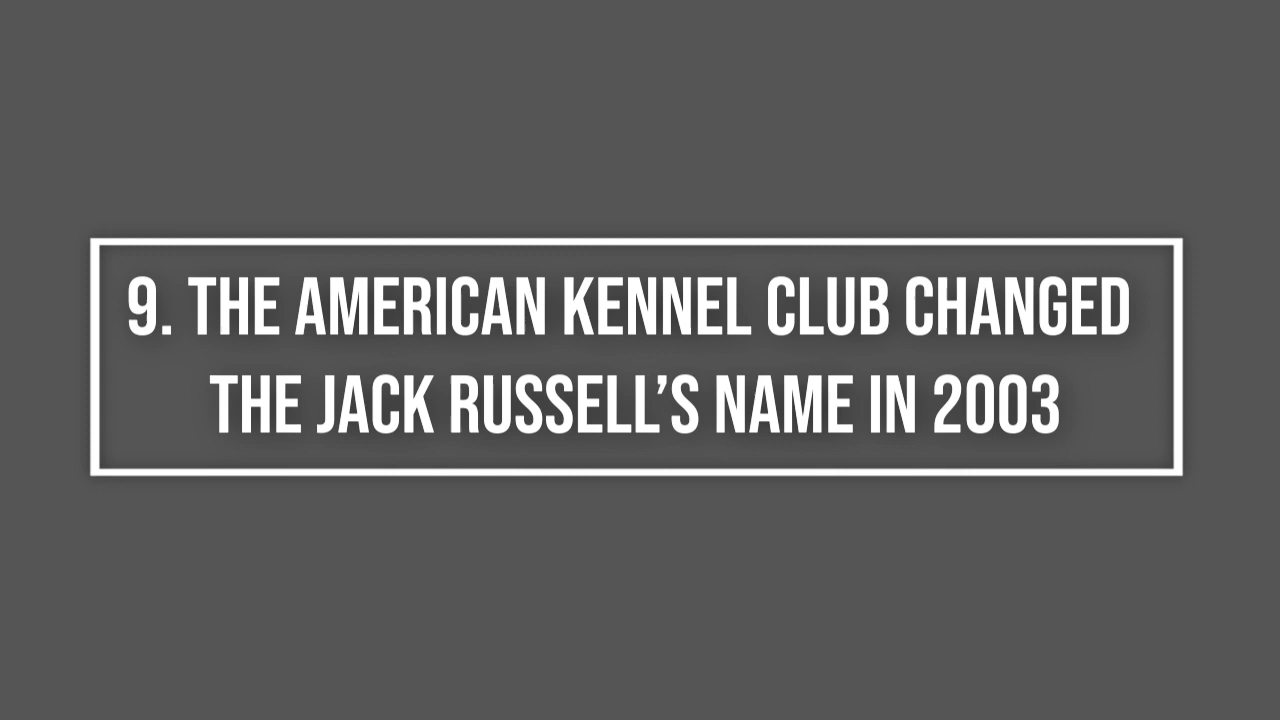 9. THE AMERICAN KENNEL CLUB CHANGED
THE JACK RUSSELL’S NAME IN 2003